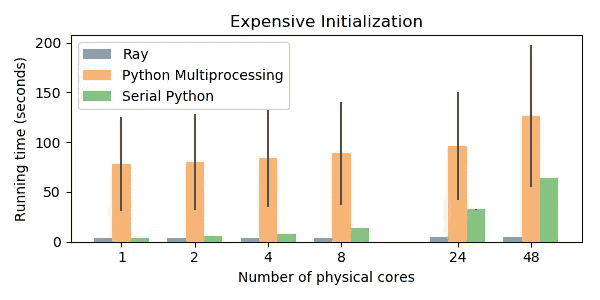 Expensive Initialization
Running time (seconds)
200
150
100
50
0
Ray
Python Multiprocessing
Serial Python
1 2 4 8 24 48
Number of physical cores